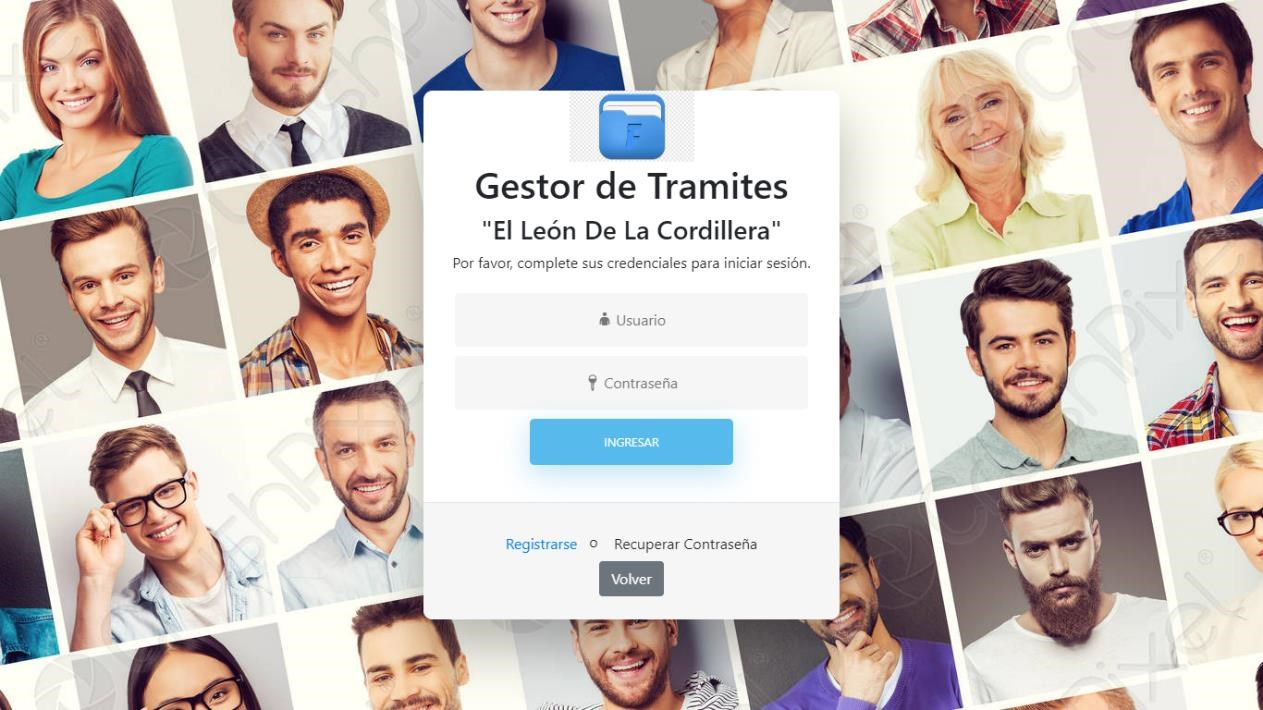 F
Gestor de Tramites
"El León De La Cordillera"
Por favor, complete sus credenciales para iniciar sesión.
Usuario
Contraseña
INGRESAR
Registrarse o Recuperar Contraseña
Volver